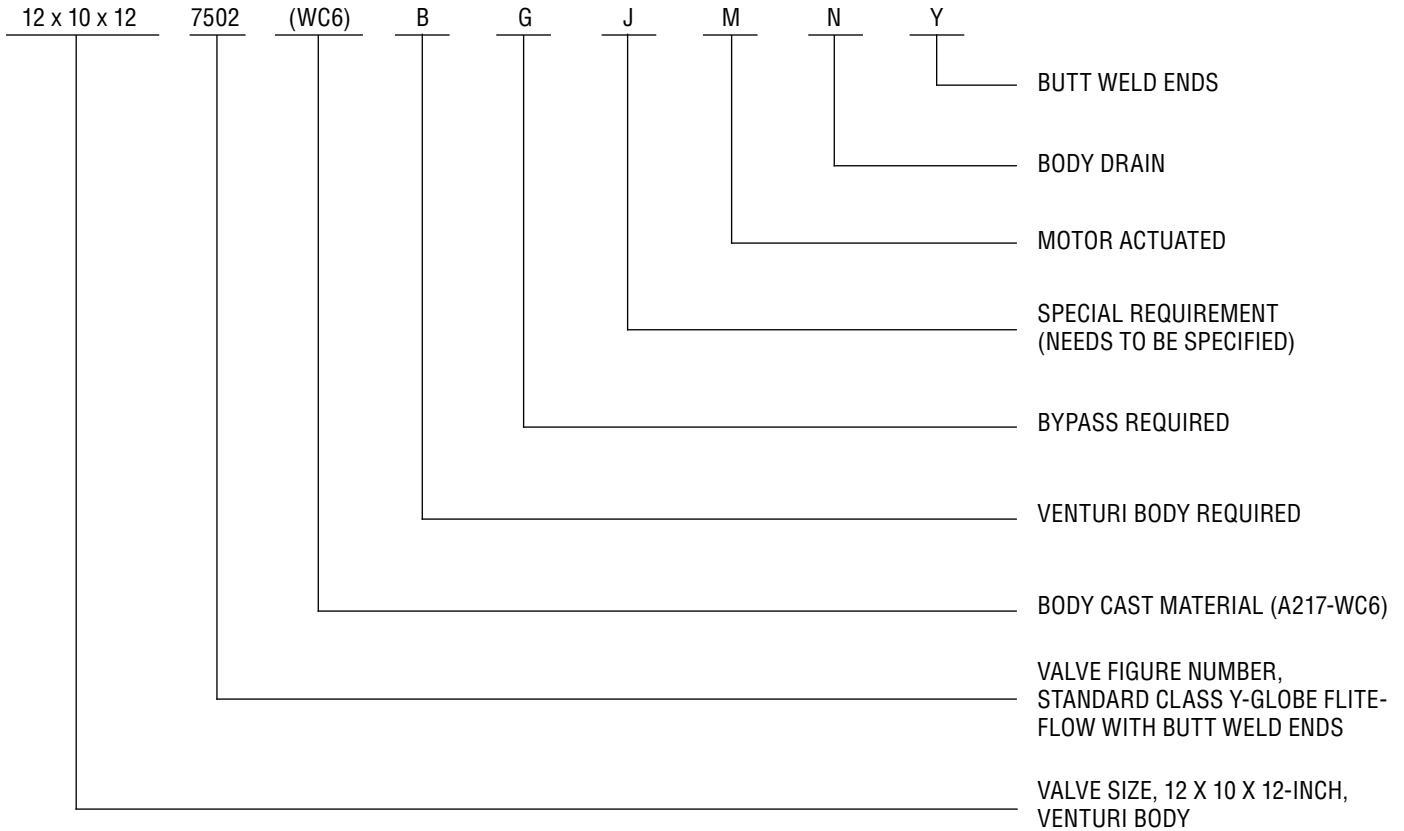 12 x 10 x 12 7502 (WC6) B G J M N Y
BUTT WELD ENDS
BODY DRAIN
MOTOR ACTUATED
SPECIAL REQUIREMENT
(NEEDS TO BE SPECIFIED)
BYPASS REQUIRED
VENTURI BODY REQUIRED
BODY CAST MATERIAL (A217-WC6)
VALVE FIGURE NUMBER,
STANDARD CLASS Y-GLOBE FLITE-
FLOW WITH BUTT WELD ENDS
VALVE SIZE, 12 X 10 X 12-INCH,
VENTURI BODY